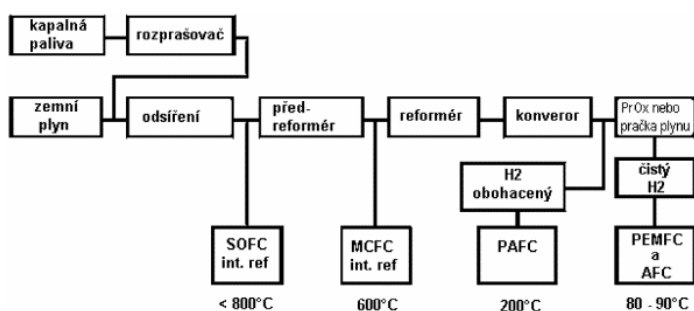 kapalná
paliva
rozprašovač
zemní
plyn
odsíření
před-
reformér
reformér
konveror
PrOx nebo
pračka plynu
H2
obohacený
čistý
H2
SOFC
int. ref
MCFC
int. ref
PAFC
PEMFC
a
AFC
< 800°C
600°C
200°C
80 - 90°C